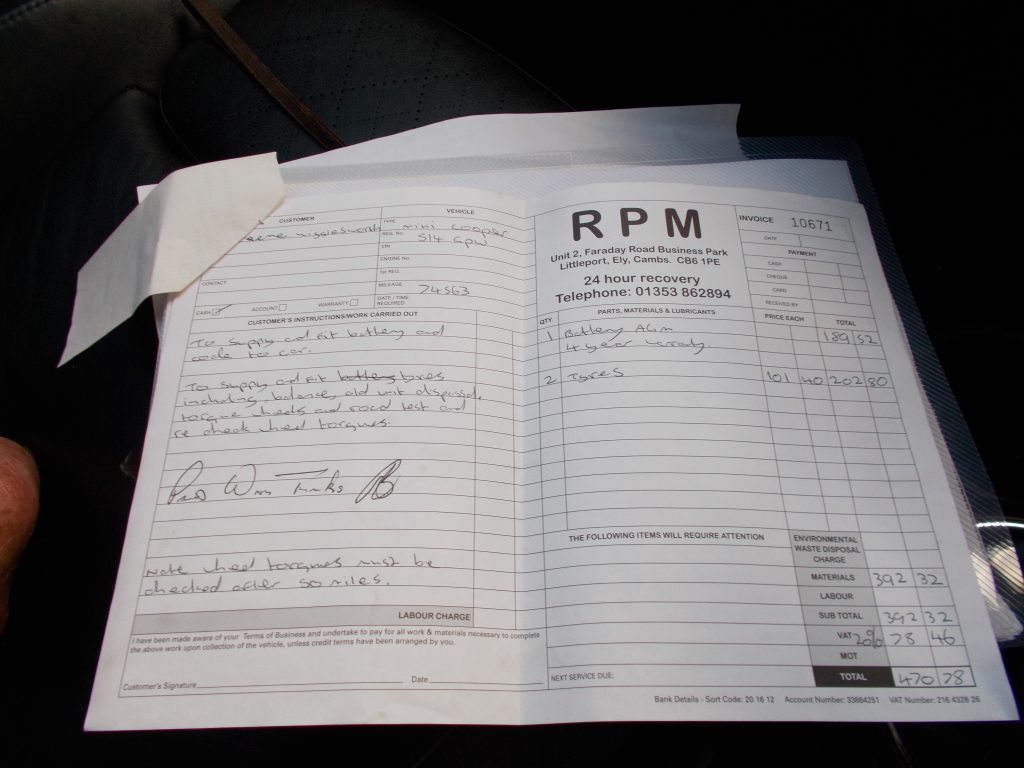 CUSTOMER
VEHICLE
TYPE
mini cooper
REG. No.
S14 GPW
VIN
ENGINE No.
1st REG.
CONTACT
MILEAGE
74563
CASH
ACCOUNT
WARRANTY
DATE / TIME
REQUIRED
CUSTOMER'S INSTRUCTIONS/WORK CARRIED OUT
To supply and fit battery and
code to car.
To supply and fit battery tyres
including balance, old unit disposal,
torque wheels and road test and
re check wheel torques.
Note wheel torques must be
checked after 50 miles.
LABOUR CHARGE
I have been made aware of your Terms of Business and undertake to pay for all work & materials necessary to complete
the above work upon collection of the vehicle, unless credit terms have been arranged by you.
Customer's Signature
Date
RPM
Unit 2, Faraday Road Business Park
Littleport, Ely, Cambs. CB6 1PE
24 hour recovery
Telephone: 01353 862894
INVOICE 10671
DATE
PAYMENT
CASH
CHEQUE
CARD
RECEIVED BY
QTY. PARTS, MATERIALS & LUBRICANTS PRICE EACH TOTAL
1 Battery AGM 189 52
4 year warranty.
2 Tyres 101 40 202 80
THE FOLLOWING ITEMS WILL REQUIRE ATTENTION
ENVIRONMENTAL
WASTE DISPOSAL
CHARGE
MATERIALS 392 32
LABOUR
SUB TOTAL 392 32
VAT 20% 78 46
MOT
NEXT SERVICE DUE:
TOTAL 470 78
Bank Details - Sort Code: 20 16 12 Account Number: 33864251 VAT Number: 216 4328 26